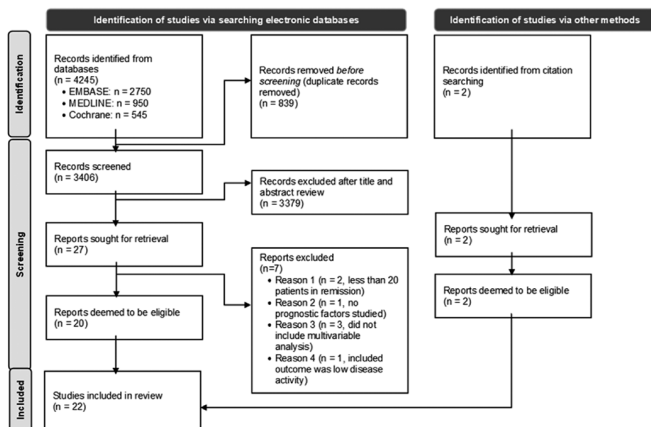 Identification of studies via searching electronic databases
Identification of studies via other methods
Identification
Records identified from
databases
(n = 4245)
• EMBASE: n = 2750
• MEDLINE: n = 950
• Cochrane: n = 545
Records removed before
screening (duplicate records
removed)
(n = 839)
Records identified from citation
searching
(n = 2)
Screening
Records screened
(n = 3406)
Records excluded after title and
abstract review
(n = 3379)
Reports sought for retrieval
(n = 27)
Reports excluded
(n=7)
• Reason 1 (n = 2, less than 20
patients in remission)
• Reason 2 (n = 1, no
prognostic factors studied)
• Reason 3 (n = 3, did not
include multivariable
analysis)
• Reason 4 (n = 1, included
outcome was low disease
activity)
Reports sought for retrieval
(n = 2)
Reports deemed to be eligible
(n = 20)
Reports deemed to be eligible
(n = 2)
Included
Studies included in review
(n = 22)